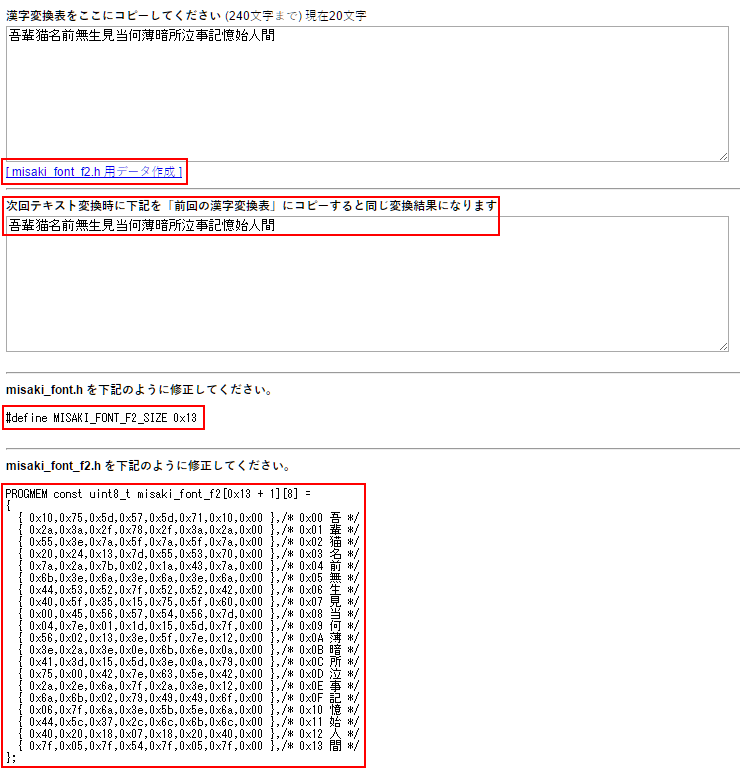 漢字変換表をここにコピーしてください (240文字まで) 現在20文字
吾輩猫名前無生見当何薄暗所泣事記憶始人間
[ misaki_font_f2.h 用データ作成 ]
次回テキスト変換時に下記を「前回の漢字変換表」にコピーすると同じ変換結果になります
吾輩猫名前無生見当何薄暗所泣事記憶始人間
misaki_font.h を下記のように修正してください。
#define MISAKI_FONT_F2_SIZE 0x13
misaki_font_f2.h を下記のように修正してください。
PROGMEM const uint8_t misaki_font_f2[0x13 + 1][8] =
{
{ 0x10,0x75,0x5d,0x57,0x5d,0x71,0x10,0x00 },/* 0x00 吾 */
{ 0x2a,0x3a,0x2f,0x78,0x2f,0x3a,0x2a,0x00 },/* 0x01 輩 */
{ 0x55,0x3e,0x7a,0x5f,0x7a,0x5f,0x7a,0x00 },/* 0x02 猫 */
{ 0x20,0x24,0x13,0x7d,0x55,0x53,0x70,0x00 },/* 0x03 名 */
{ 0x7a,0x2a,0x7b,0x02,0x1a,0x43,0x7a,0x00 },/* 0x04 前 */
{ 0x6b,0x3e,0x6a,0x3e,0x6a,0x3e,0x6a,0x00 },/* 0x05 無 */
{ 0x44,0x53,0x52,0x7f,0x52,0x52,0x42,0x00 },/* 0x06 生 */
{ 0x40,0x5f,0x35,0x15,0x75,0x5f,0x60,0x00 },/* 0x07 見 */
{ 0x00,0x45,0x56,0x57,0x54,0x56,0x7d,0x00 },/* 0x08 当 */
{ 0x04,0x7e,0x01,0x1d,0x15,0x5d,0x7f,0x00 },/* 0x09 何 */
{ 0x56,0x02,0x13,0x3e,0x5f,0x7e,0x12,0x00 },/* 0x0A 薄 */
{ 0x3e,0x2a,0x3e,0x0e,0x6b,0x6e,0x0a,0x00 },/* 0x0B 暗 */
{ 0x41,0x3d,0x15,0x5d,0x3e,0x0a,0x79,0x00 },/* 0x0C 所 */
{ 0x75,0x00,0x42,0x7e,0x63,0x5e,0x42,0x00 },/* 0x0D 泣 */
{ 0x2a,0x2e,0x6a,0x7f,0x2a,0x3e,0x12,0x00 },/* 0x0E 事 */
{ 0x6a,0x6b,0x02,0x79,0x49,0x49,0x6f,0x00 },/* 0x0F 記 */
{ 0x06,0x7f,0x6a,0x3e,0x5b,0x5e,0x6a,0x00 },/* 0x10 憶 */
{ 0x44,0x5c,0x37,0x2c,0x6c,0x6b,0x6c,0x00 },/* 0x11 始 */
{ 0x40,0x20,0x18,0x07,0x18,0x20,0x40,0x00 },/* 0x12 人 */
{ 0x7f,0x05,0x7f,0x54,0x7f,0x05,0x7f,0x00 },/* 0x13 間 */
};